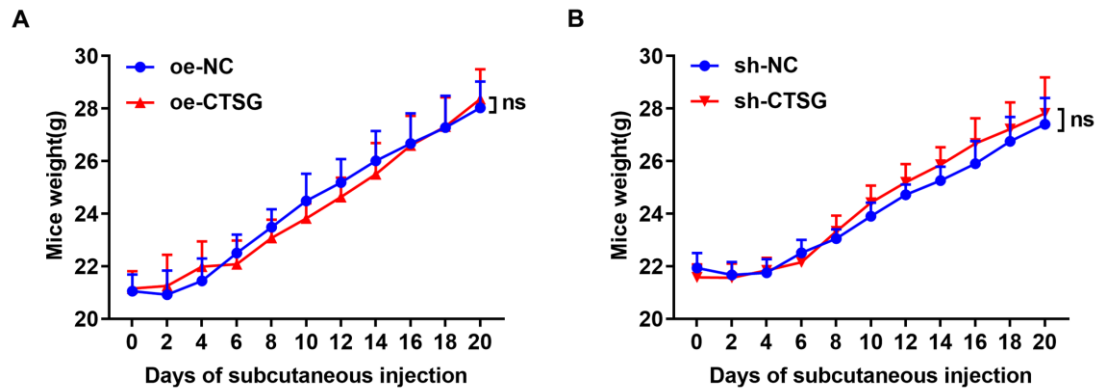 A
oe-NC
oe-CTSG
ns
Mice weight(g)
30
28
26
24
22
20
0 2 4 6 8 10 12 14 16 18 20
Days of subcutaneous injection
B
sh-NC
sh-CTSG
ns
Mice weight(g)
30
28
26
24
22
20
0 2 4 6 8 10 12 14 16 18 20
Days of subcutaneous injection